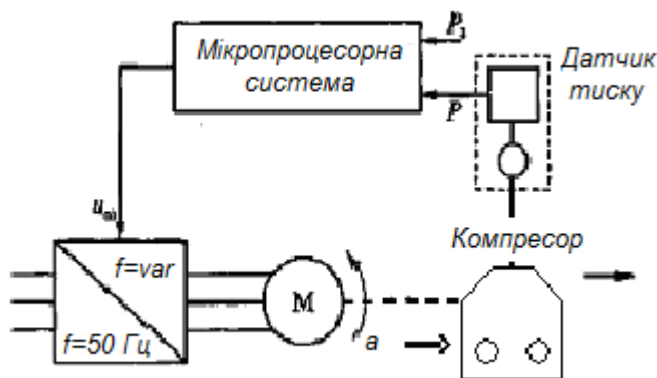 Мікропроцесорна
система
Датчик
тиску
P
Компресор
f=var
f=50 Гц
M
a